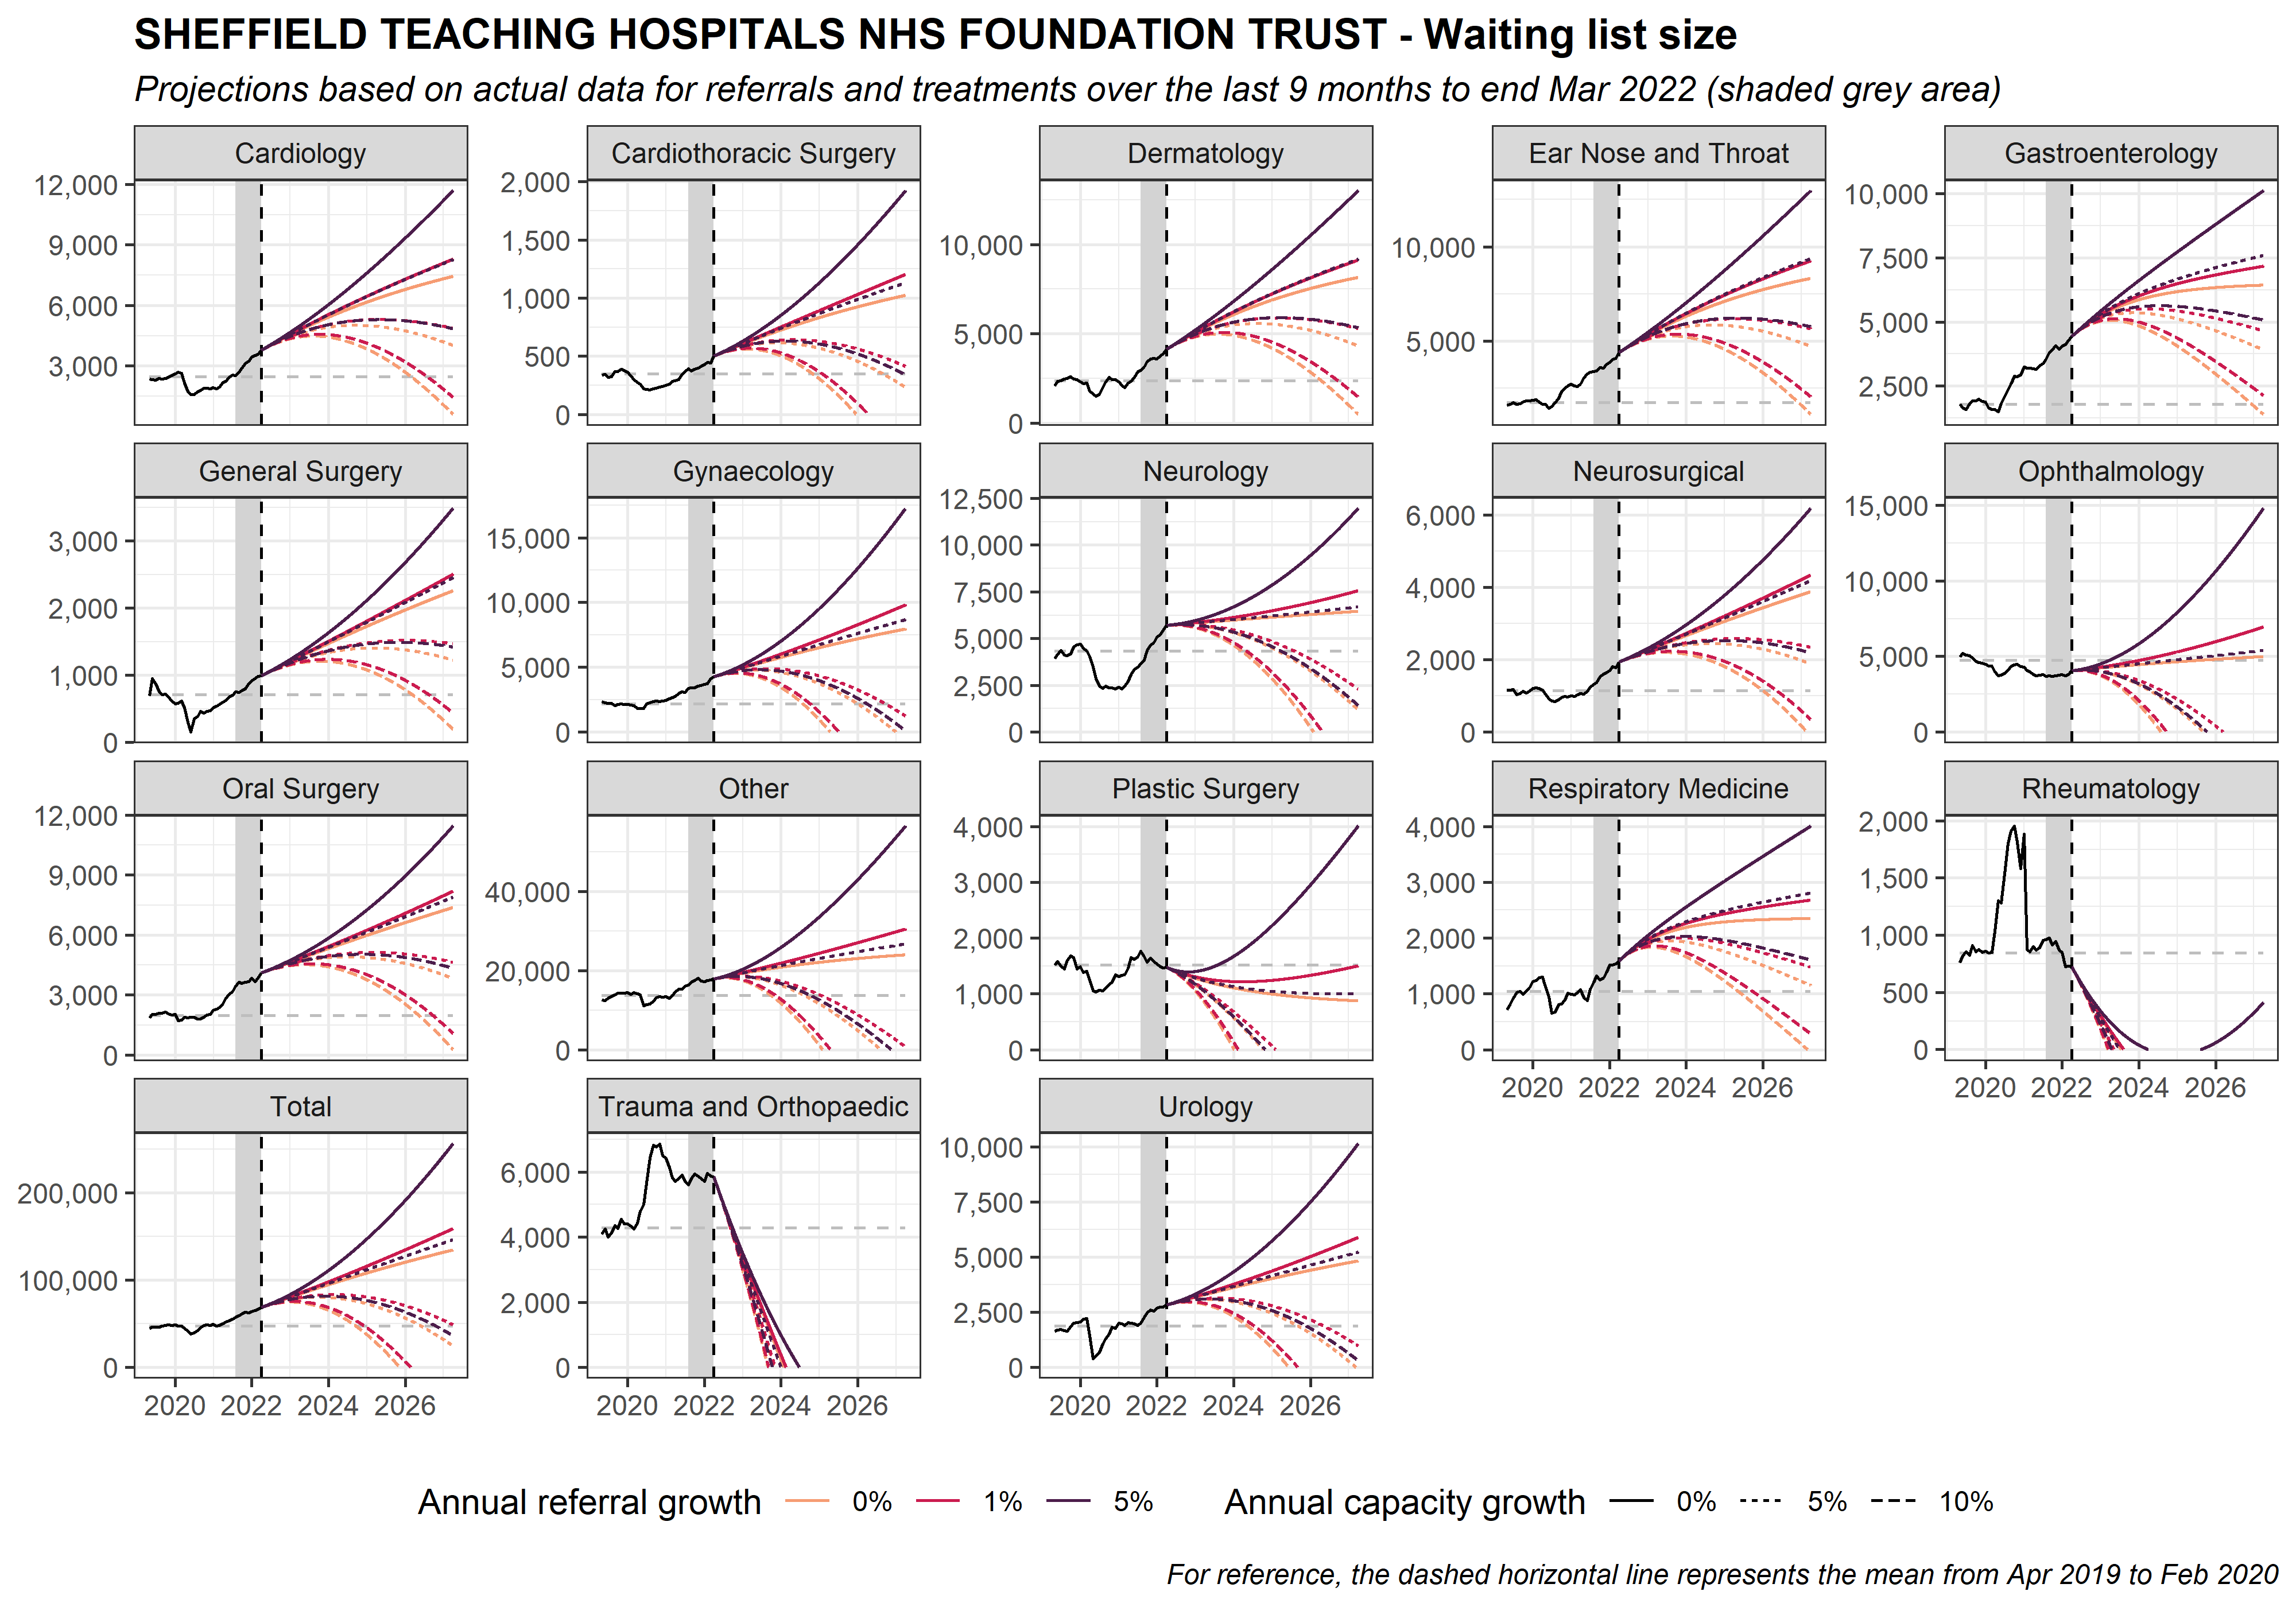 SHEFFIELD TEACHING HOSPITALS NHS FOUNDATION TRUST - Waiting list size
Projections based on actual data for referrals and treatments over the last 9 months to end Mar 2022 (shaded grey area)
Cardiology
12,000
9,000
6,000
3,000
Cardiothoracic Surgery
2,000
1,500
1,000
500
0
Dermatology
10,000
5,000
0
Ear Nose and Throat
10,000
5,000
Gastroenterology
10,000
7,500
5,000
2,500
General Surgery
3,000
2,000
1,000
0
Gynaecology
15,000
10,000
5,000
0
Neurology
12,500
10,000
7,500
5,000
2,500
0
Neurosurgical
6,000
4,000
2,000
0
Ophthalmology
15,000
10,000
5,000
0
Oral Surgery
12,000
9,000
6,000
3,000
0
Other
40,000
20,000
0
Plastic Surgery
4,000
3,000
2,000
1,000
0
Respiratory Medicine
4,000
3,000
2,000
1,000
0
2020 2022 2024 2026
Rheumatology
2,000
1,500
1,000
500
0
2020 2022 2024 2026
Total
200,000
100,000
0
2020 2022 2024 2026
Trauma and Orthopaedic
6,000
4,000
2,000
0
2020 2022 2024 2026
Urology
10,000
7,500
5,000
2,500
0
2020 2022 2024 2026
Annual referral growth 0% 1% 5% Annual capacity growth 0% 5% 10%
For reference, the dashed horizontal line represents the mean from Apr 2019 to Feb 2020